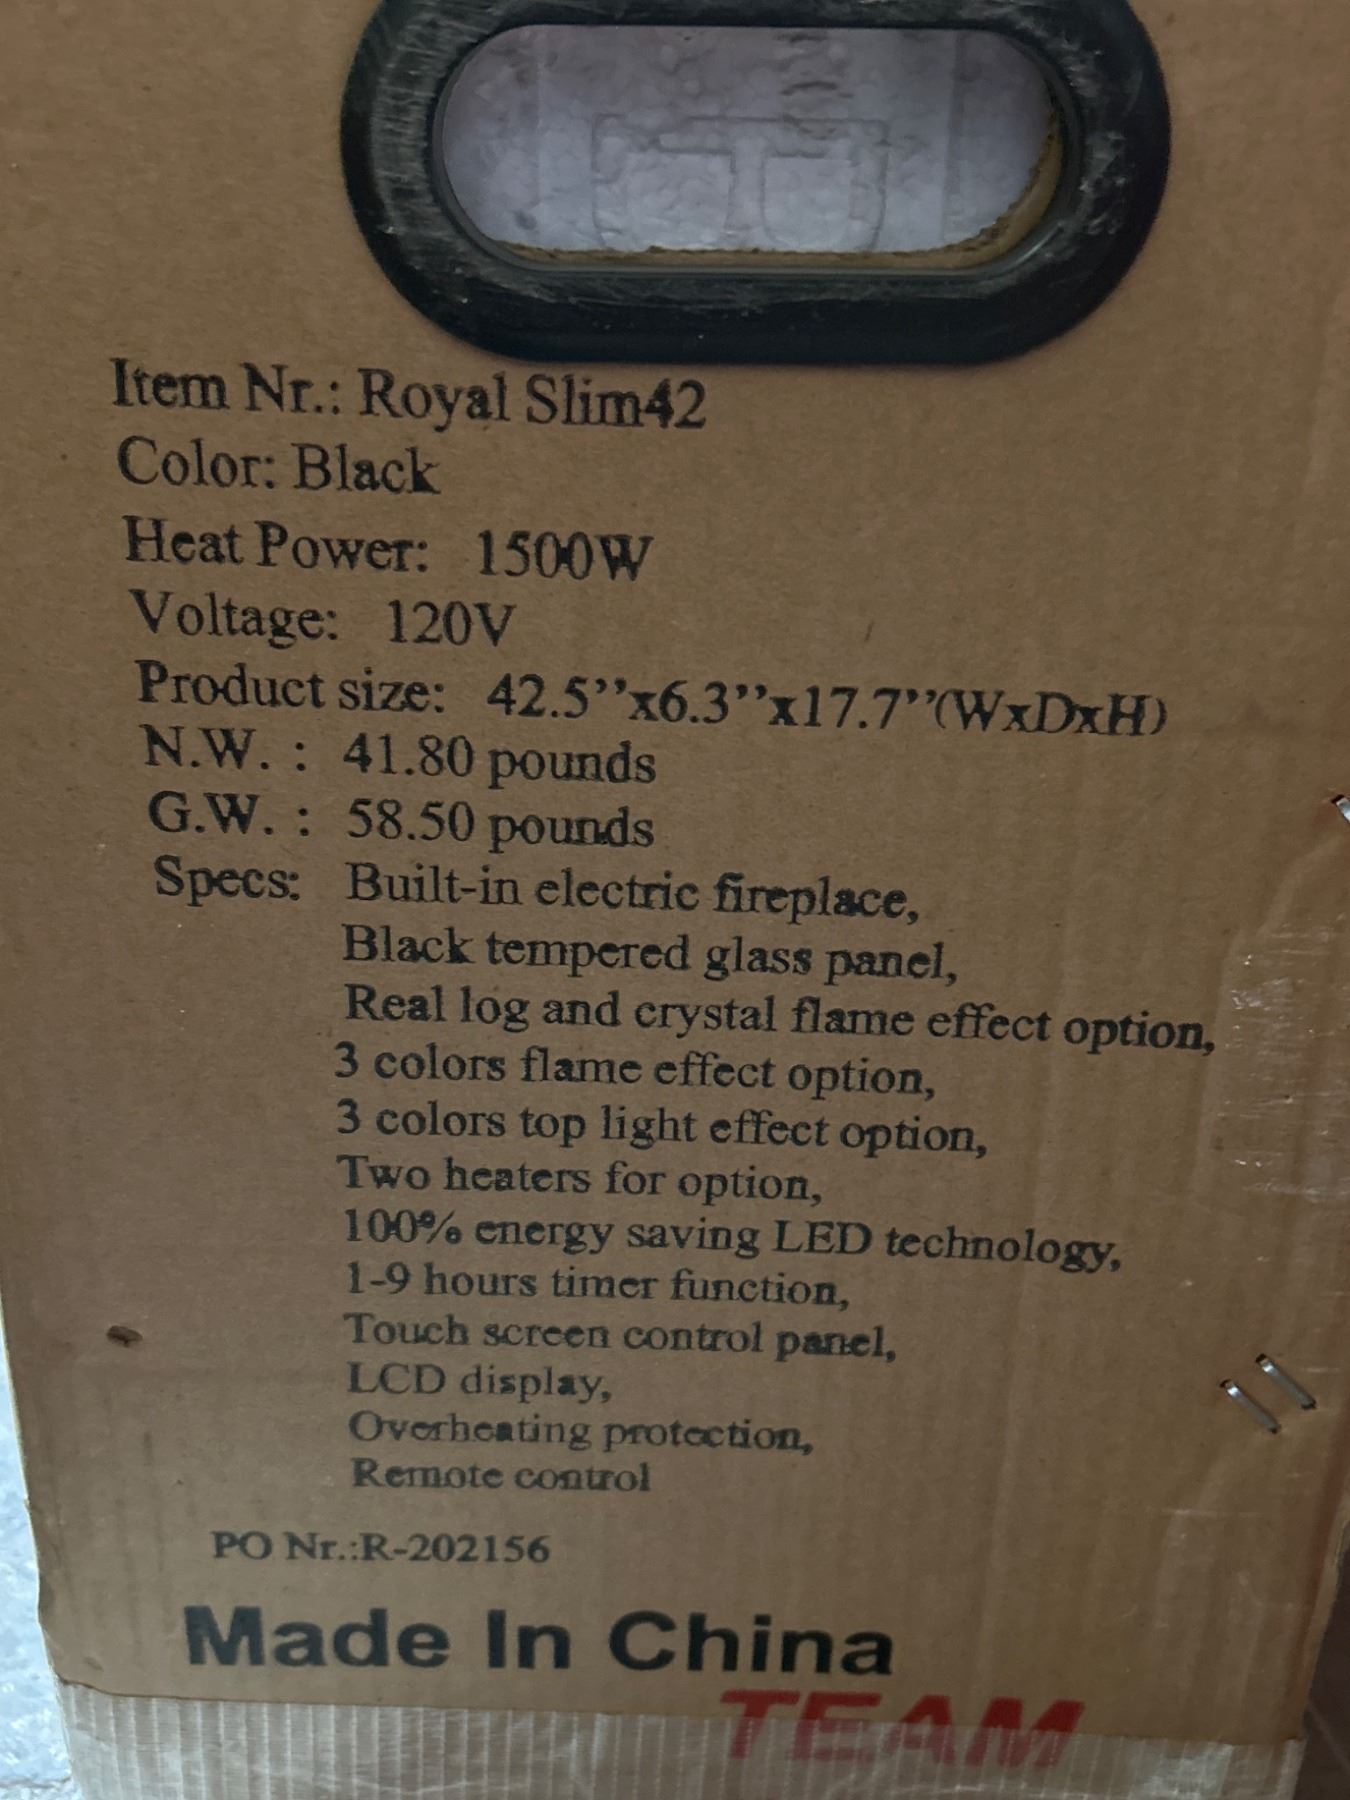 Item Nr.: Royal Slim42
Color: Black
Heat Power: 1500W
Voltage: 120V
Product size: 42.5’’x6.3’’x17.7’’(WxDxH)
N.W. : 41.80 pounds
G.W. : 58.50 pounds
Specs: Built-in electric fireplace,
Black tempered glass panel,
Real log and crystal flame effect option,
3 colors flame effect option,
3 colors top light effect option,
Two heaters for option,
100% energy saving LED technology,
1-9 hours timer function,
Touch screen control panel,
LCD display,
Overheating protection,
Remote control
PO Nr.:R-202156
Made In China
TEAM